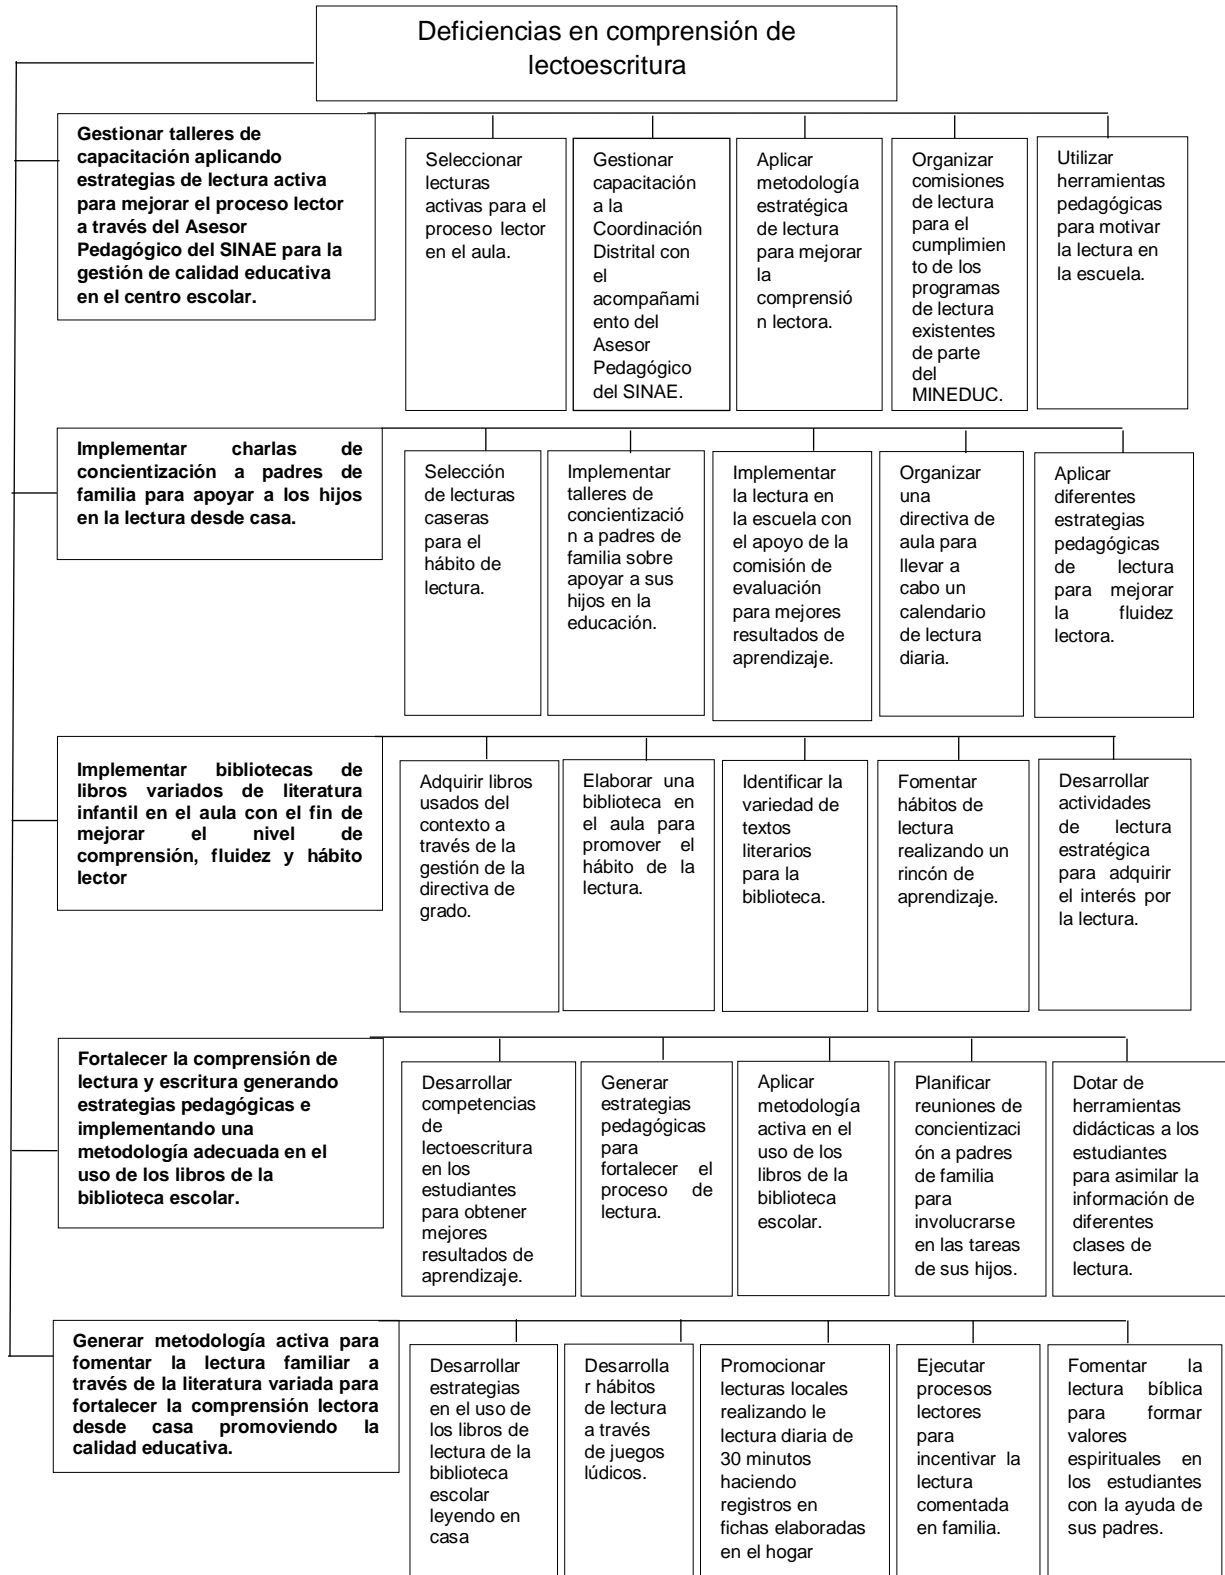 Deficiencias en comprensión de
lectoescritura
Gestionar talleres de
capacitación aplicando
estrategias de lectura activa
para mejorar el proceso lector
a través del Asesor
Pedagógico del SINAE para la
gestión de calidad educativa
en el centro escolar.
Seleccionar
lecturas
activas para el
proceso lector
en el aula.
Gestionar
capacitación
a la
Coordinación
Distrital con
el
acompañami
ento del
Asesor
Pedagógico
del SINAE.
Aplicar
metodología
estratégica
de lectura
para mejorar
la
comprensió
n lectora.
Organizar
comisiones
de lectura
para el
cumplimien
to de los
programas
de lectura
existentes
de parte
del
MINEDUC.
Utilizar
herramientas
pedagógicas
para motivar
la lectura en
la escuela.
Implementar charlas de
concientización a padres de
familia para apoyar a los hijos
en la lectura desde casa.
Selección
de lecturas
caseras
para el
hábito de
lectura.
Implementar
talleres de
concientizació
n a padres de
familia sobre
apoyar a sus
hijos en la
educación.
Implementar
la lectura en
la escuela con
el apoyo de la
comisión de
evaluación
para mejores
resultados de
aprendizaje.
Organizar
una
directiva de
aula para
llevar a
cabo un
calendario
de lectura
diaria.
Aplicar
diferentes
estrategias
pedagógicas
de lectura
para mejorar
la fluidez
lectora.
Implementar bibliotecas de
libros variados de literatura
infantil en el aula con el fin de
mejorar el nivel de
comprensión, fluidez y hábito
lector
Adquirir libros
usados del
contexto a
través de la
gestión de la
directiva de
grado.
Elaborar una
biblioteca en
el aula para
promover el
hábito de la
lectura.
Identificar la
variedad de
textos
literarios
para la
biblioteca.
Fomentar
hábitos de
lectura
realizando un
rincón de
aprendizaje.
Desarrollar
actividades
de lectura
estratégica
para adquirir
el interés por
la lectura.
Fortalecer la comprensión de
lectura y escritura generando
estrategias pedagógicas e
implementando una
metodología adecuada en el
uso de los libros de la
biblioteca escolar.
Desarrollar
competencias
de
lectoescritura
en los
estudiantes
para obtener
mejores
resultados de
aprendizaje.
Generar
estrategias
pedagógicas
para
fortalecer el
proceso de
lectura.
Aplicar
metodología
activa en el
uso de los
libros de la
biblioteca
escolar.
Planificar
reuniones de
concientizaci
ón a padres
de familia
para
involucrarse
en las tareas
de sus hijos.
Dotar de
herramientas
didácticas a los
estudiantes
para asimilar la
información de
diferentes
clases de
lectura.
Generar metodología activa para
fomentar la lectura familiar a
través de la literatura variada para
fortalecer la comprensión lectora
desde casa promoviendo la
calidad educativa.
Desarrollar
estrategias
en el uso de
los libros de
lectura de la
biblioteca
escolar
leyendo en
casa
Desarrolla
r hábitos
de lectura
a través
de juegos
lúdicos.
Promocionar
lecturas locales
realizando le
lectura diaria de
30 minutos
haciendo
registros en
fichas elaboradas
en el hogar
Ejecutar
procesos
lectores
para
incentivar la
lectura
comentada
en familia.
Fomentar la
lectura bíblica
para formar
valores
espirituales en
los estudiantes
con la ayuda de
sus padres.